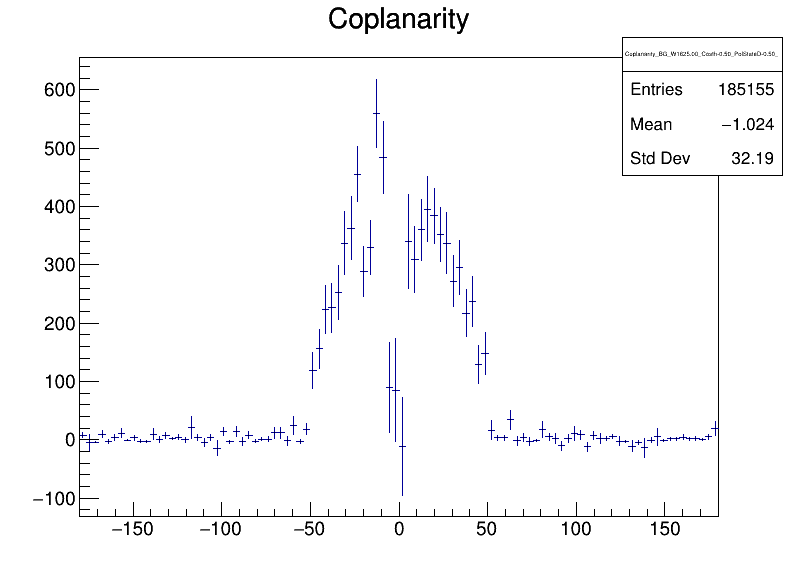 Coplanarity
Coplanarity_BG_W1625.00_Costh-0.50_PolStateD-0.50_
Entries 185155
Mean −1.024
Std Dev 32.19
600
500
400
300
200
100
0
−100
−150 −100 −50 0 50 100 150